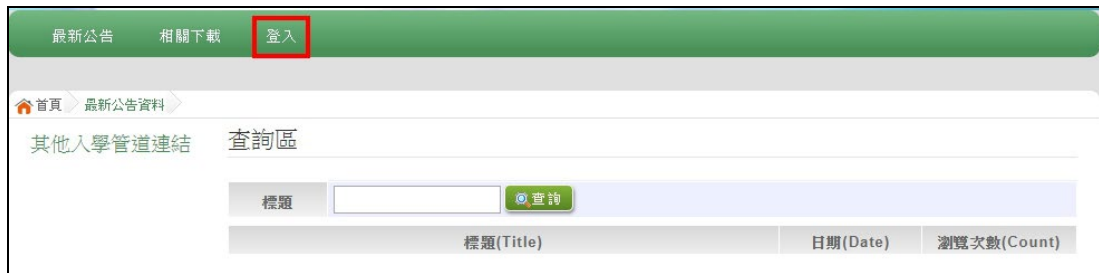 最新公告 相關下載 登入
首頁 最新公告資料
其他入學管道連結 查詢區
標題 查詢
標題(Title) 日期(Date) 瀏覽次數(Count)